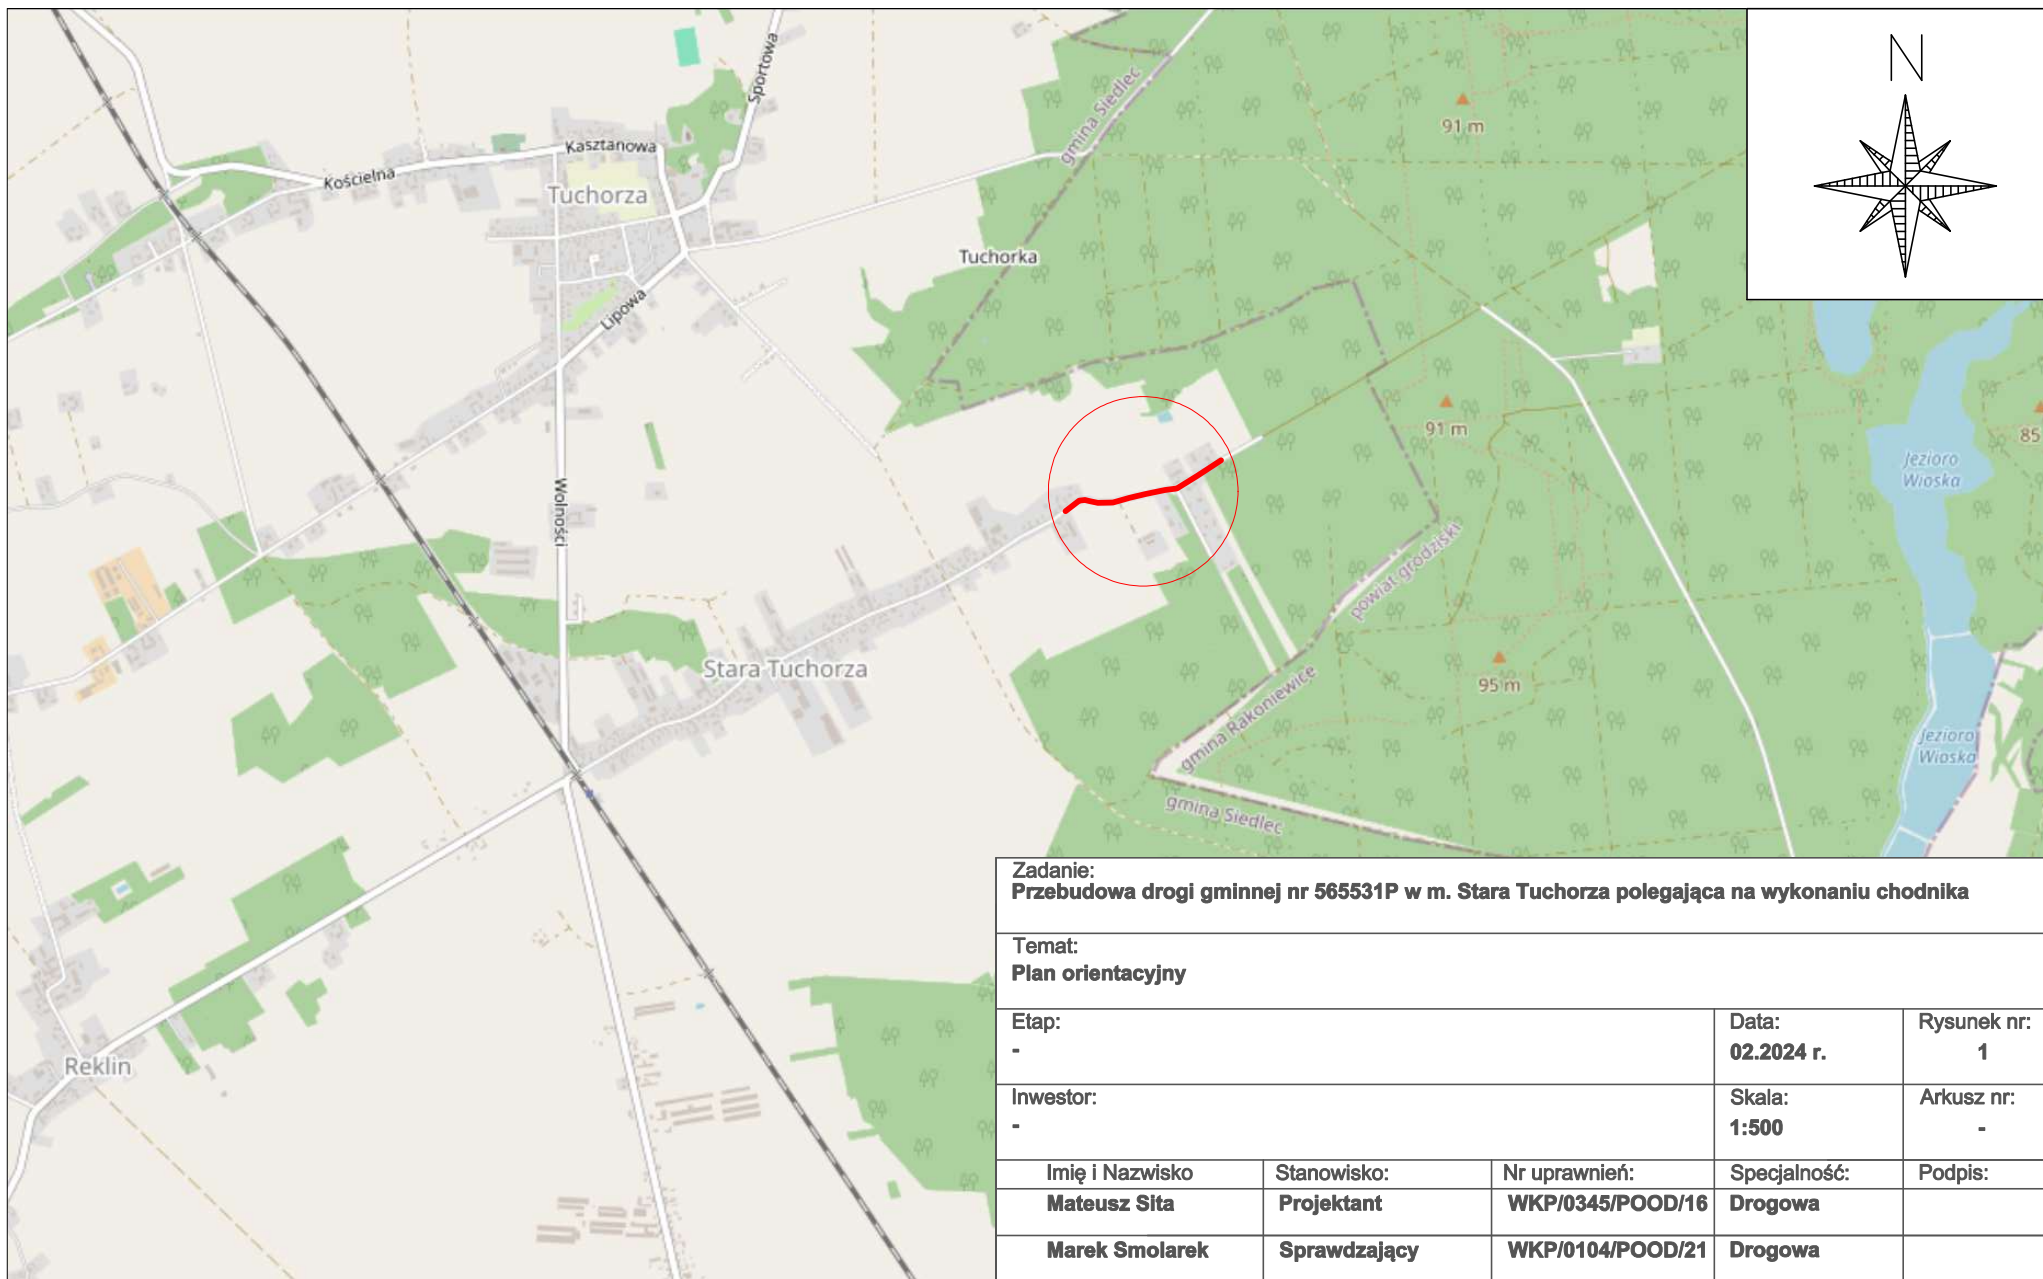 N
Sportowa
gmina Siedlec
91 m
Kasztanowa
Kościelna
Tuchorza
Tuchorka
Lipowa
91 m
85
Jezioro
Wioska
Wolności
powiat grodziski
Stara Tuchorza
95 m
gmina Rakoniewice
Jezioro
Wioska
gmina Siedlec
Reklin
Zadanie:
Przebudowa drogi gminnej nr 565531P w m. Stara Tuchorza polegająca na wykonaniu chodnika
Temat:
Plan orientacyjny
Etap:
-
Data:
02.2024 r.
Rysunek nr:
1
Inwestor:
-
Skala:
1:500
Arkusz nr:
-
Imię i Nazwisko Stanowisko: Nr uprawnień: Specjalność: Podpis:
Mateusz Sita Projektant WKP/0345/POOD/16 Drogowa
Marek Smolarek Sprawdzający WKP/0104/POOD/21 Drogowa